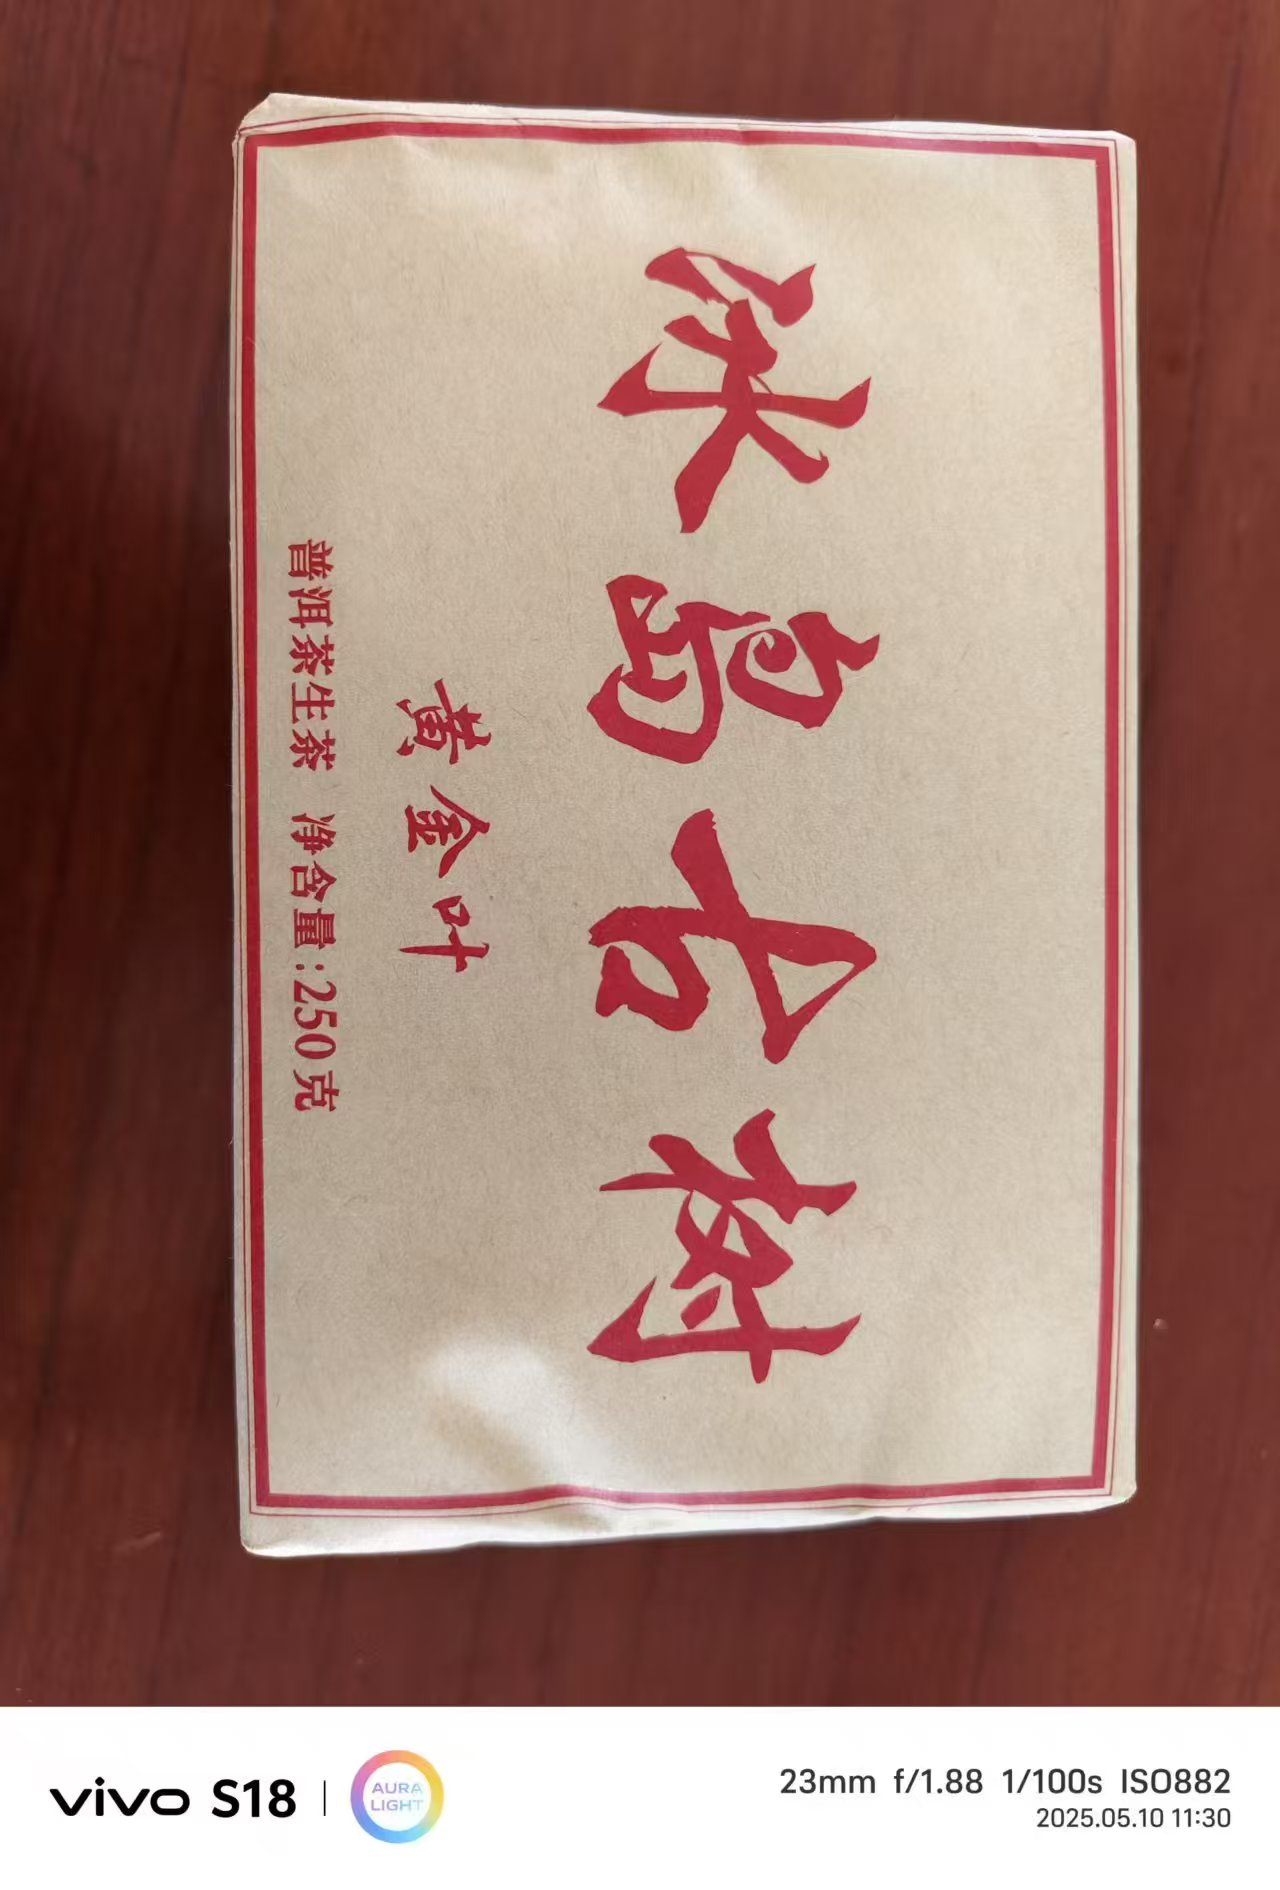 冰岛古树
黄金叶
普洱茶生茶 净含量:250克
vivo S18
AURA LIGHT
23mm f/1.88 1/100s ISO882
2025.05.10 11:30